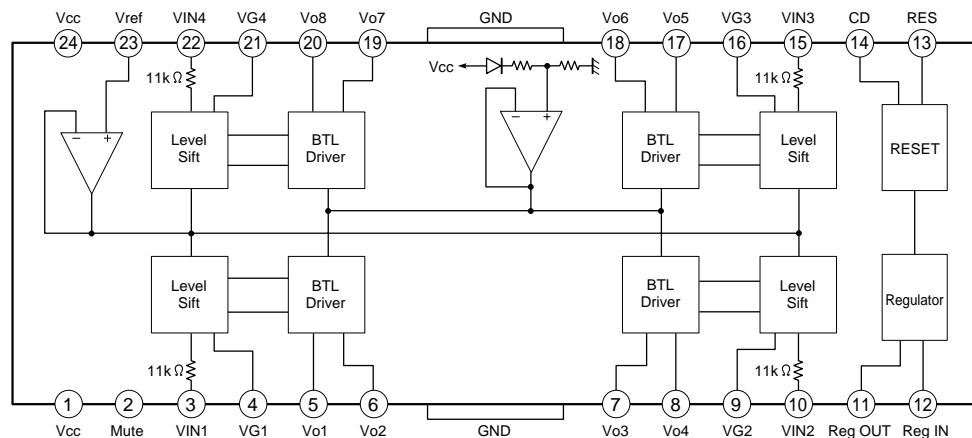 Vcc Vref VIN4 VG4 Vo8 Vo7 GND Vo6 Vo5 VG3 VIN3 CD RES
24 23 22 21 20 19 18 17 16 15 14 13
11kΩ Vcc 11kΩ
− + − +
Level Sift
BTL Driver
BTL Driver
Level Sift
RESET
Level Sift
BTL Driver
BTL Driver
Level Sift
Regulator
11kΩ 11kΩ
1 2 3 4 5 6 7 8 9 10 11 12
Vcc Mute VIN1 VG1 Vo1 Vo2 GND Vo3 Vo4 VG2 VIN2 Reg OUT Reg IN